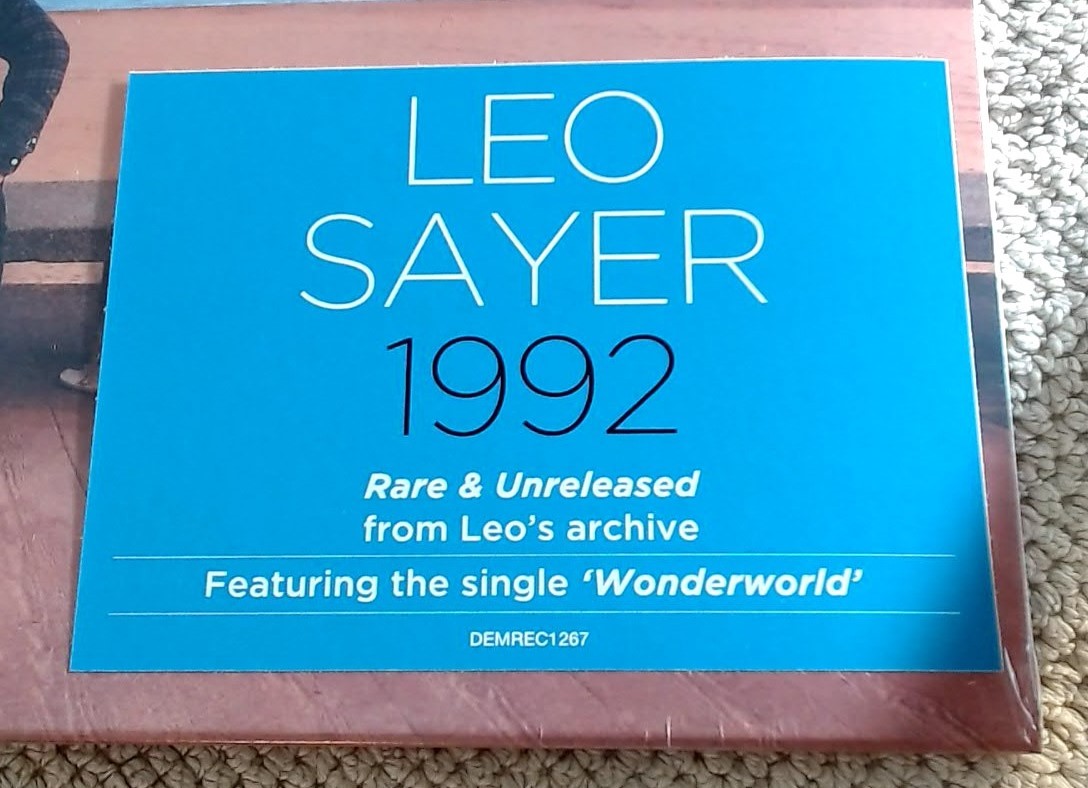 LEO
SAYER
1992
Rare & Unreleased
from Leo's archive
Featuring the single ‘Wonderworld’
DEMREC1267